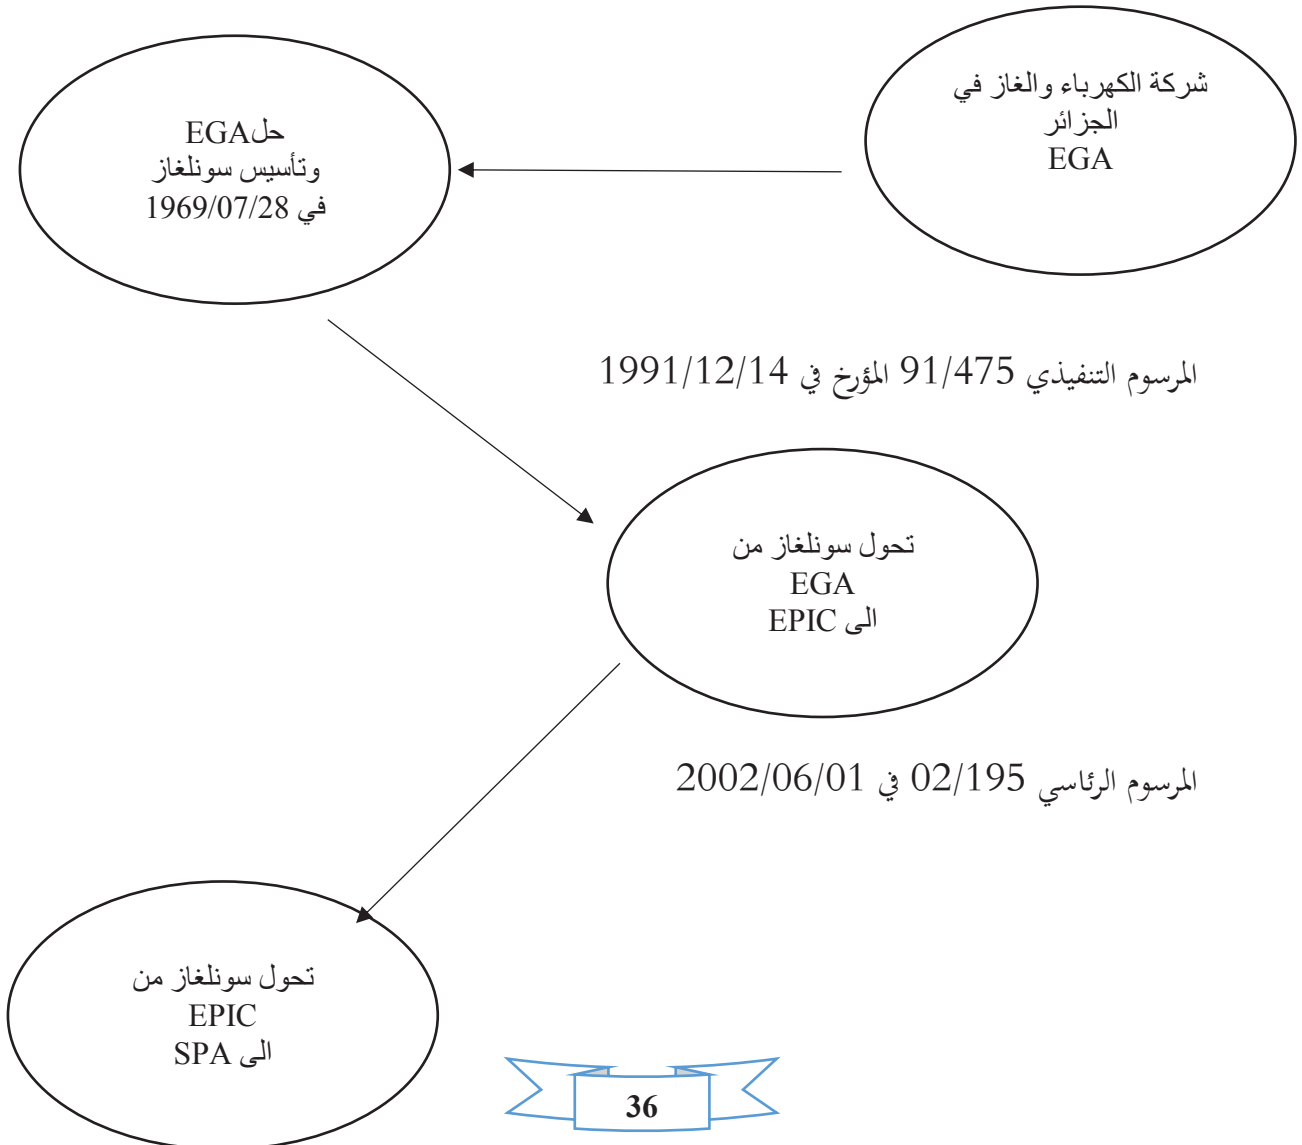 شركة الكهرباء والغاز في
الجزائر
EGA
حلEGA
وتأسيس سونلغاز
في 1969/07/28
المرسوم التنفيذي 91/475 المؤرخ في 1991/12/14
تحول سونلغاز من
EGA
الى EPIC
المرسوم الرئاسي 02/195 في 2002/06/01
تحول سونلغاز من
EPIC
الى SPA
36